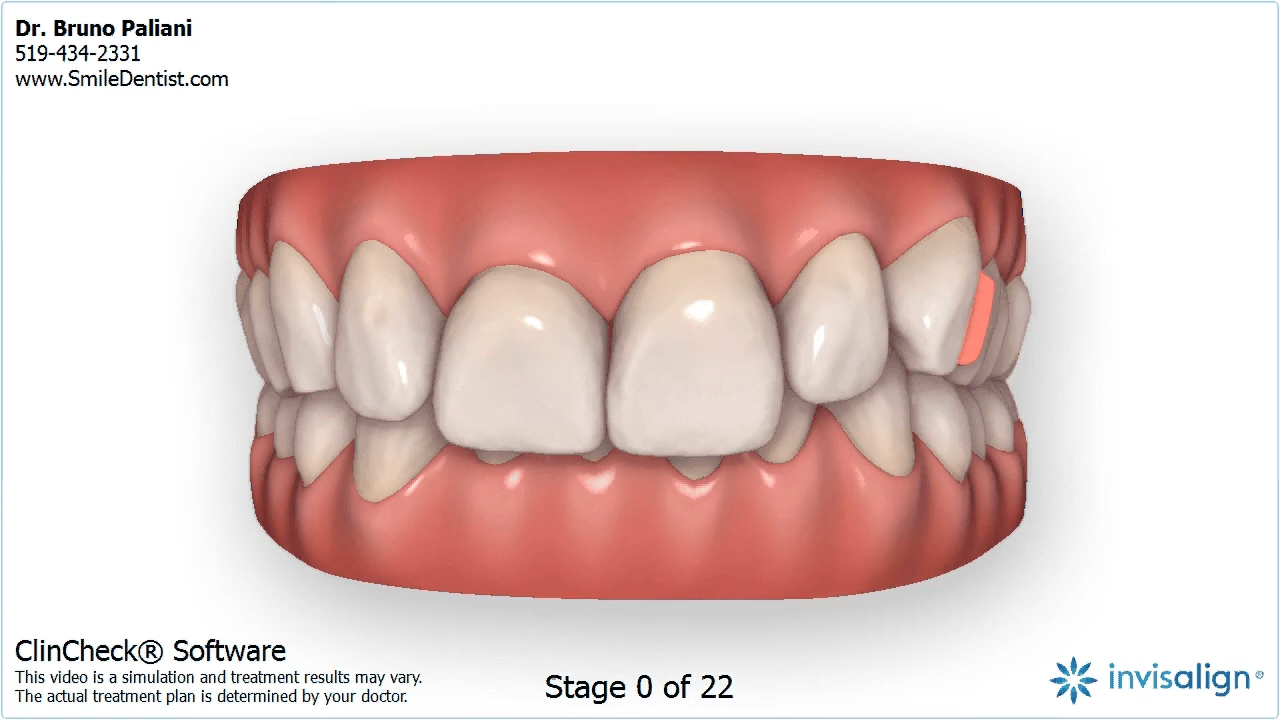 Dr. Bruno Paliani
519-434-2331
www.SmileDentist.com
ClinCheck® Software
This video is a simulation and treatment results may vary.
The actual treatment plan is determined by your doctor.
Stage 0 of 22
invisalign®